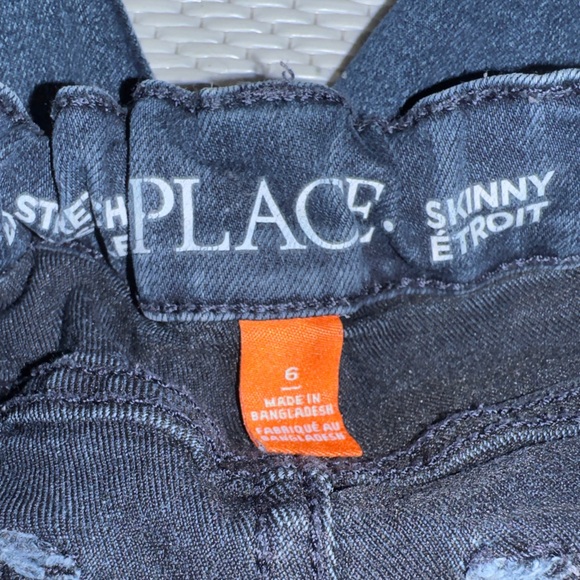 STRETCH
PLACE.
SKINNY
ÉTROIT
6
MADE IN
BANGLADESH
FABRIQUÉ AU
BANGLADESH